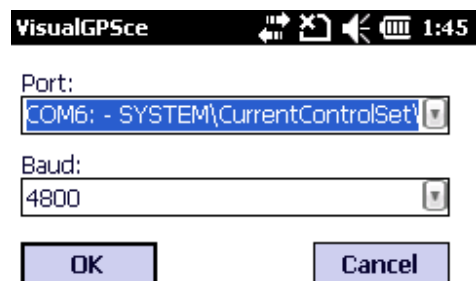 VisualGPSce 1:45
Port:
COM6: - SYSTEM\CurrentControlSet\
Baud:
4800
OK Cancel